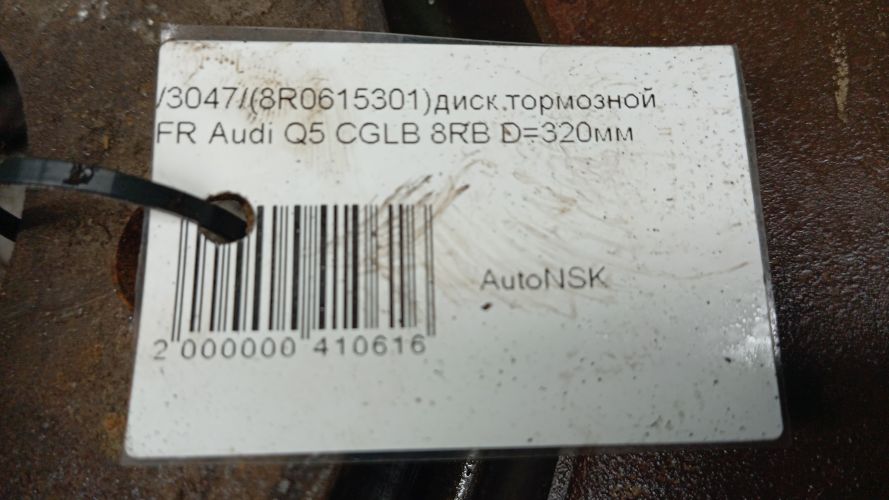 /3047/(8R0615301)диск тормозной
FR Audi Q5 CGLB 8RB D=320мм
AutoNSK
2 000000 410616